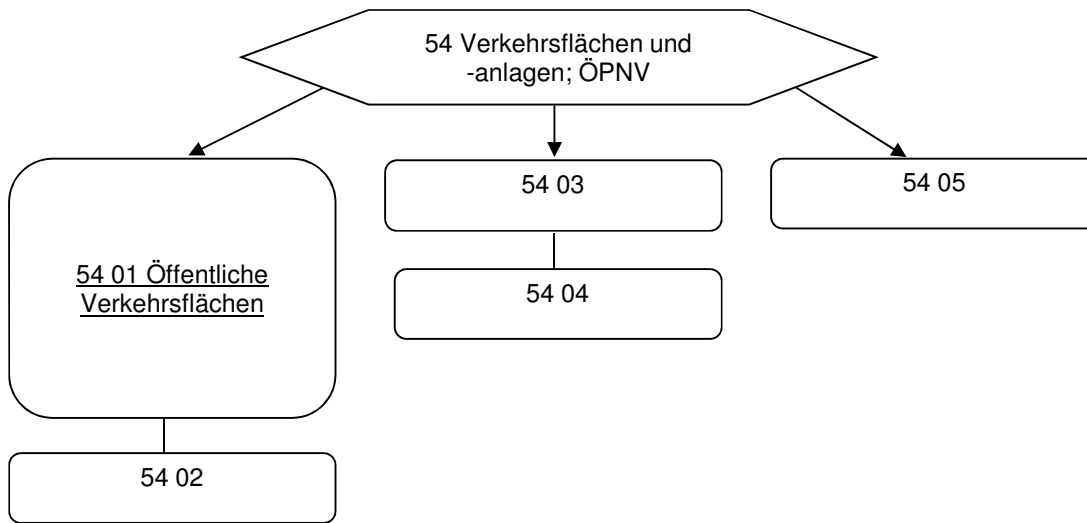 54 Verkehrsflächen und
-anlagen; ÖPNV
54 03
54 05
54 01 Öffentliche
Verkehrsflächen
54 04
54 02